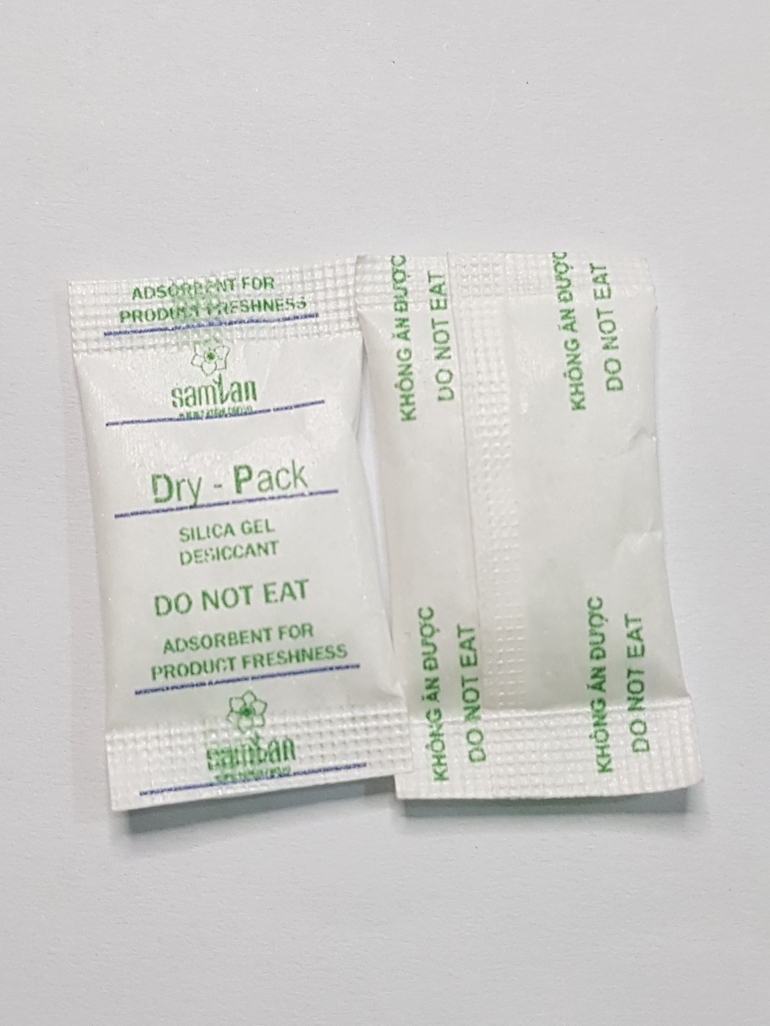 ADSORBENT FOR
PRODUCT FRESHNESS
samlan
Dry - Pack
SILICA GEL
DESICCANT
DO NOT EAT
ADSORBENT FOR
PRODUCT FRESHNESS
samlan
KHÔNG ĂN ĐƯỢC
DO NOT EAT
KHÔNG ĂN ĐƯỢC
DO NOT EAT
KHÔNG ĂN ĐƯỢC
DO NOT EAT
KHÔNG ĂN ĐƯỢC
DO NOT EAT